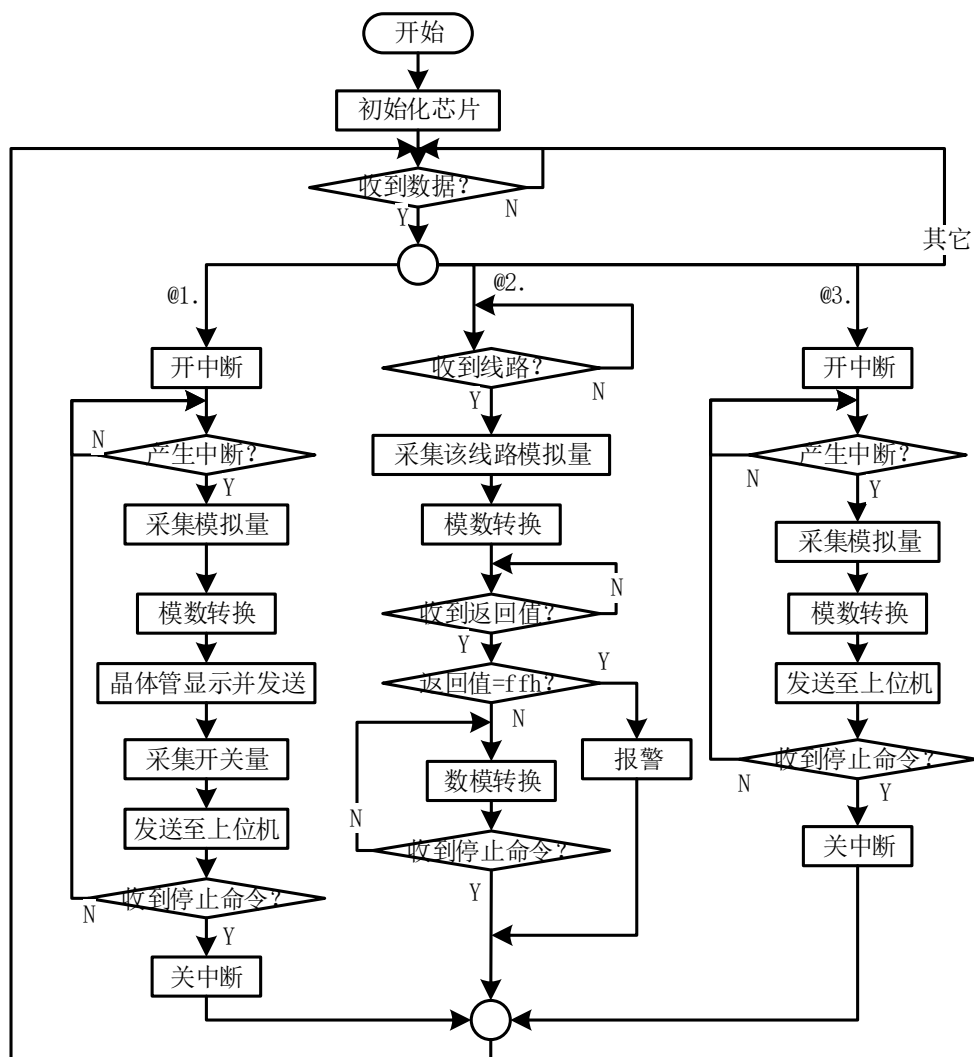 开始
初始化芯片
收到数据?
Y
N
其它
@1.
@2.
@3.
开中断
收到线路?
Y
N
开中断
N
产生中断?
Y
采集该线路模拟量
产生中断?
N
Y
采集模拟量
模数转换
采集模拟量
模数转换
N
收到返回值?
Y
模数转换
晶体管显示并发送
返回值=ffh?
Y
N
发送至上位机
采集开关量
数模转换
报警
收到停止命令?
N
Y
发送至上位机
N
收到停止命令?
Y
关中断
收到停止命令?
N
Y
关中断